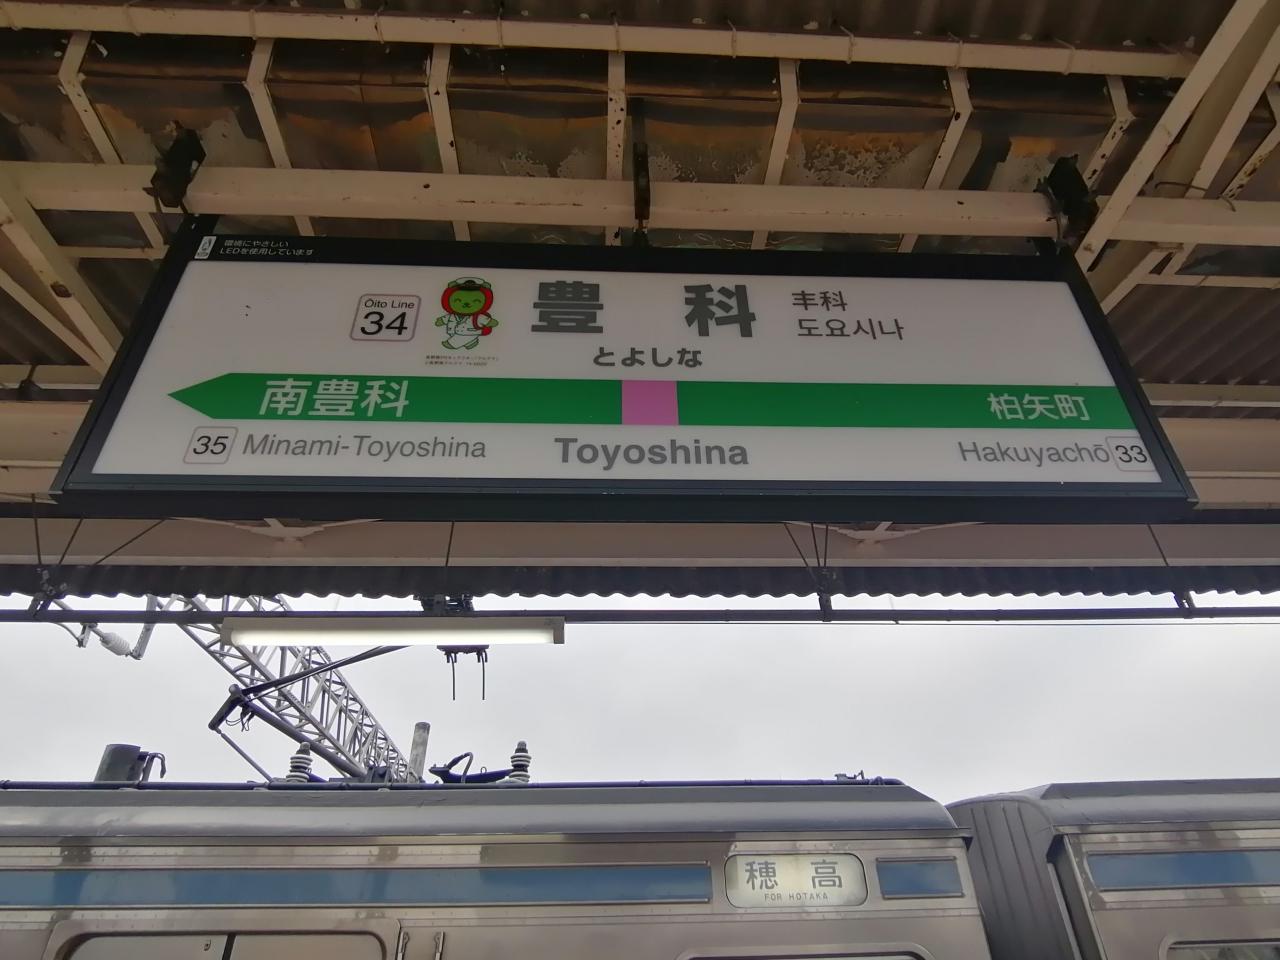 環境にやさしい
LEDを使用しています
Ōito Line
34
豊科
丰科
도요시나
とよしな
南豊科
柏矢町
35 Minami-Toyoshina
Toyoshina
Hakuyachō 33
穂高
FOR HOTAKA